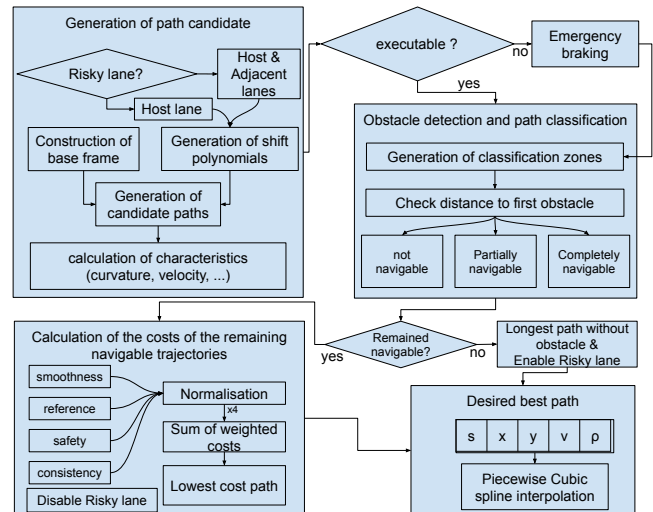 Generation of path candidate
Risky lane?
Host &
Adjacent
lanes
Host lane
Construction of
base frame
Generation of shift
polynomials
Generation of
candidate paths
calculation of characteristics
(curvature, velocity, ...)
executable ?
no
Emergency
braking
yes
Obstacle detection and path classification
Generation of classification zones
Check distance to first obstacle
not
navigable
Partially
navigable
Completely
navigable
Remained
navigable?
yes
no
Longest path without
obstacle &
Enable Risky lane
Calculation of the costs of the remaining
navigable trajectories
smoothness
reference
safety
consistency
Disable Risky lane
Normalisation
x4
Sum of weighted
costs
Lowest cost path
Desired best path
s x y v ρ
Piecewise Cubic
spline interpolation